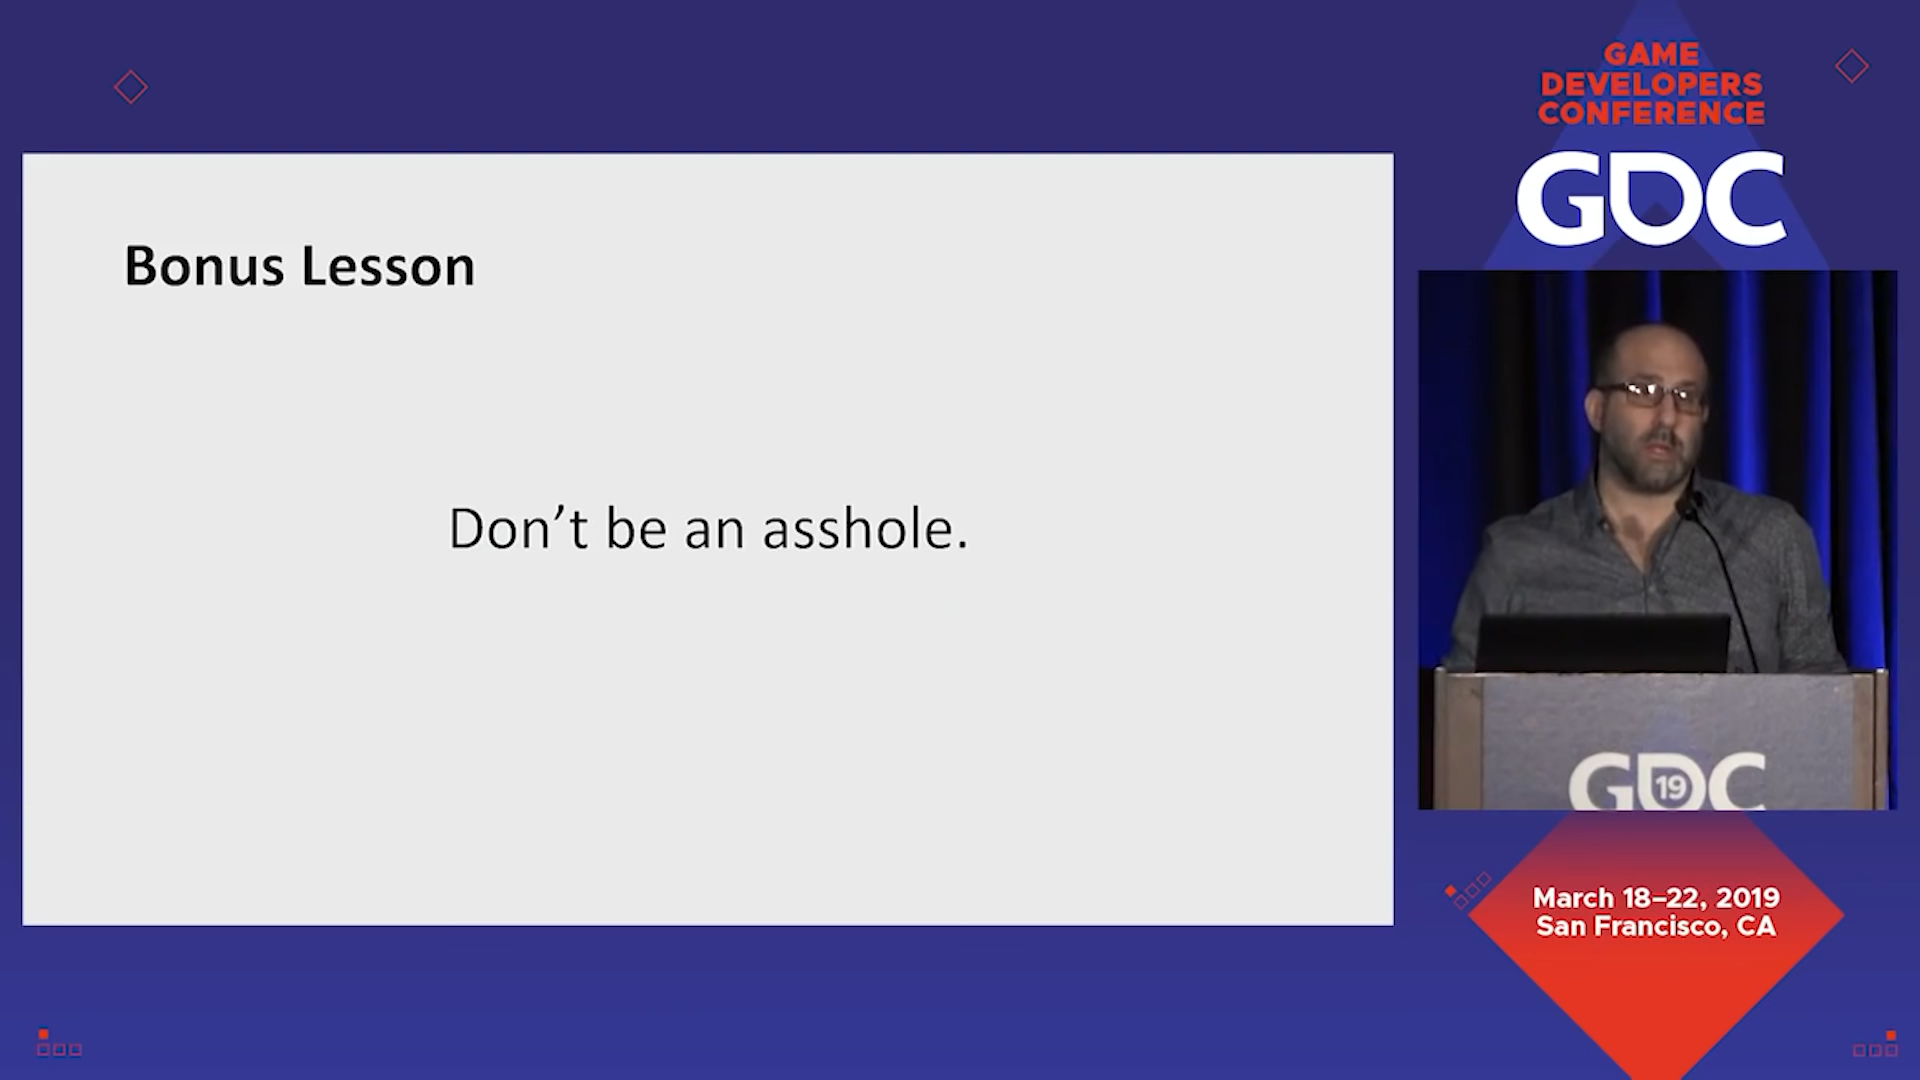 GAME
DEVELOPERS
CONFERENCE
GDC
Bonus Lesson
Don’t be an asshole.
GDC
19
March 18–22, 2019
San Francisco, CA